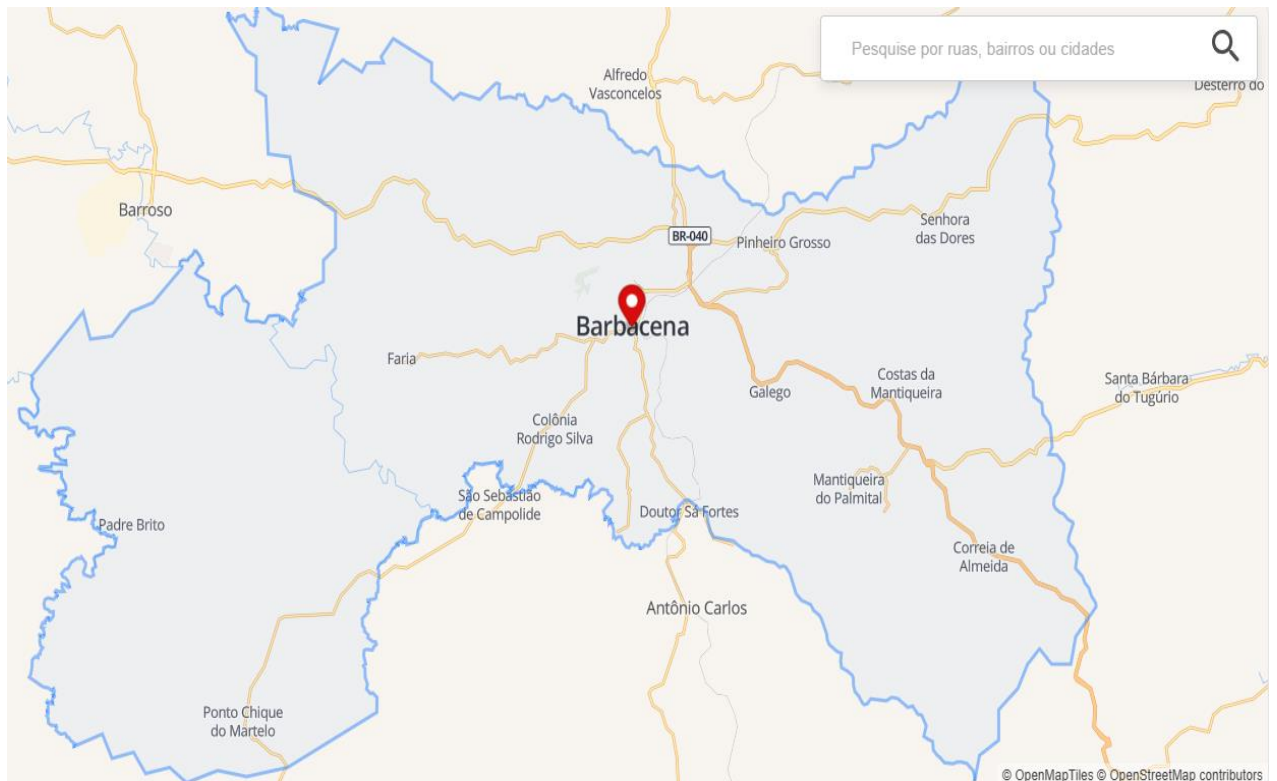 Pesquise por ruas, bairros ou cidades
Alfredo
Vasconcelos
Desterro do
Barroso
Senhora
das Dores
BR-040
Pinheiro Grosso
Barbacena
Faria
Costas da
Mantiqueira
Santa Bárbara
do Tugúrio
Galego
Colônia
Rodrigo Silva
Mantiqueira
do Palmital
São Sebastião
de Campolide
Doutor Sá Fortes
Padre Brito
Correia de
Almeida
Antônio Carlos
Ponto Chique
do Martelo
© OpenMapTiles © OpenStreetMap contributors